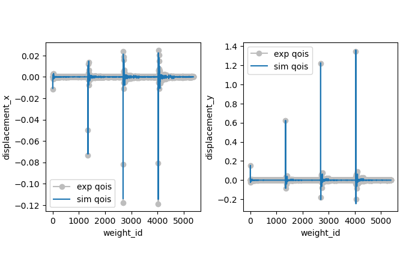 displacement_x
0.02
0.00
−0.02
−0.04
−0.06
−0.08
−0.10
−0.12
exp qois
sim qois
0 1000 2000 3000 4000 5000
weight_id
displacement_y
1.4
1.2
1.0
0.8
0.6
0.4
0.2
0.0
−0.2
exp qois
sim qois
0 1000 2000 3000 4000 5000
weight_id